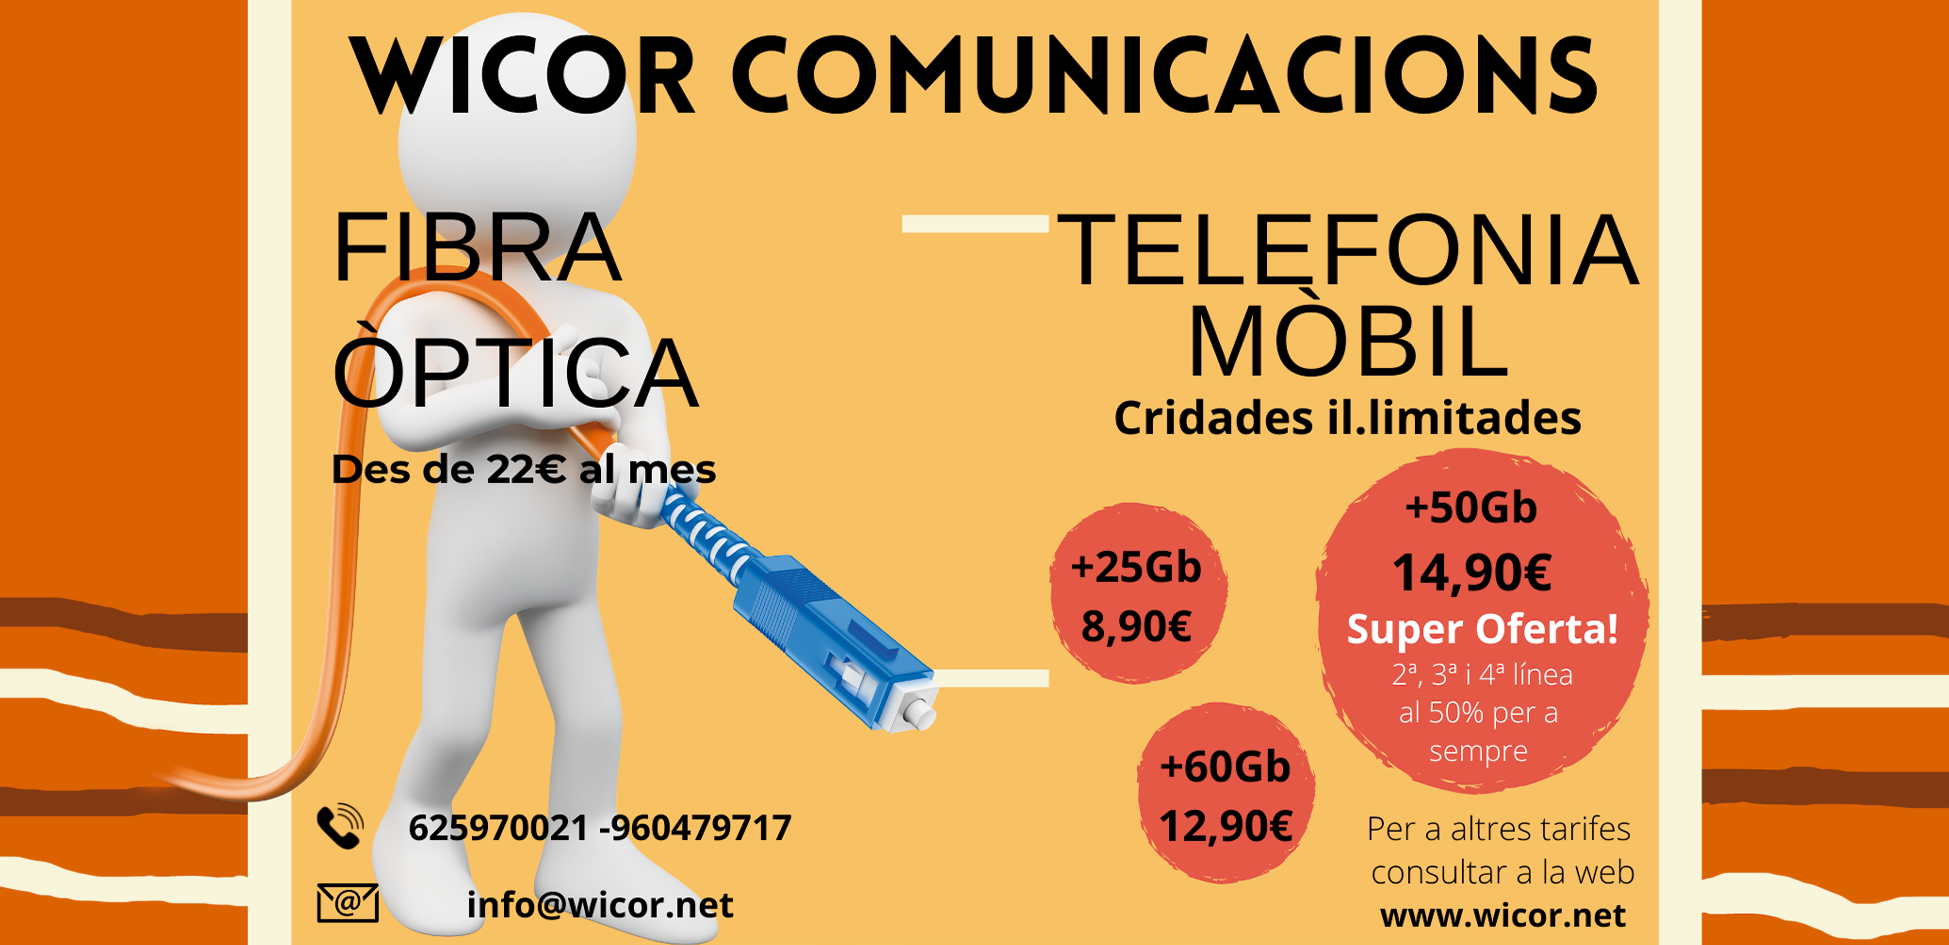 WICOR COMUNICACIONS
FIBRA
ÒPTICA
Des de 22€ al mes
625970021 -960479717
info@wicor.net
TELEFONIA
MÒBIL
Cridades il.limitades
+25Gb
8,90€
+50Gb
14,90€
Super Oferta!
2ª, 3ª i 4ª línea
al 50% per a
sempre
+60Gb
12,90€
Per a altres tarifes
consultar a la web
www.wicor.net